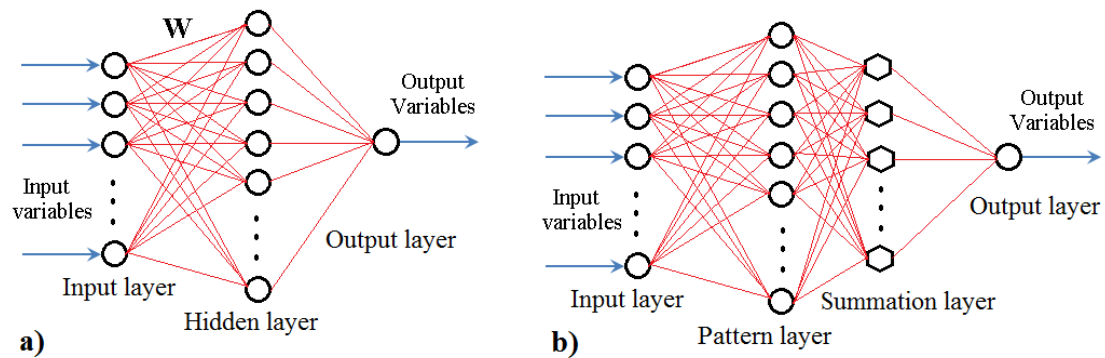 W
Output
Variables
Input
variables
Output layer
Input layer
Hidden layer
a)
Output
Variables
Input
variables
Output layer
Input layer
Summation layer
Pattern layer
b)